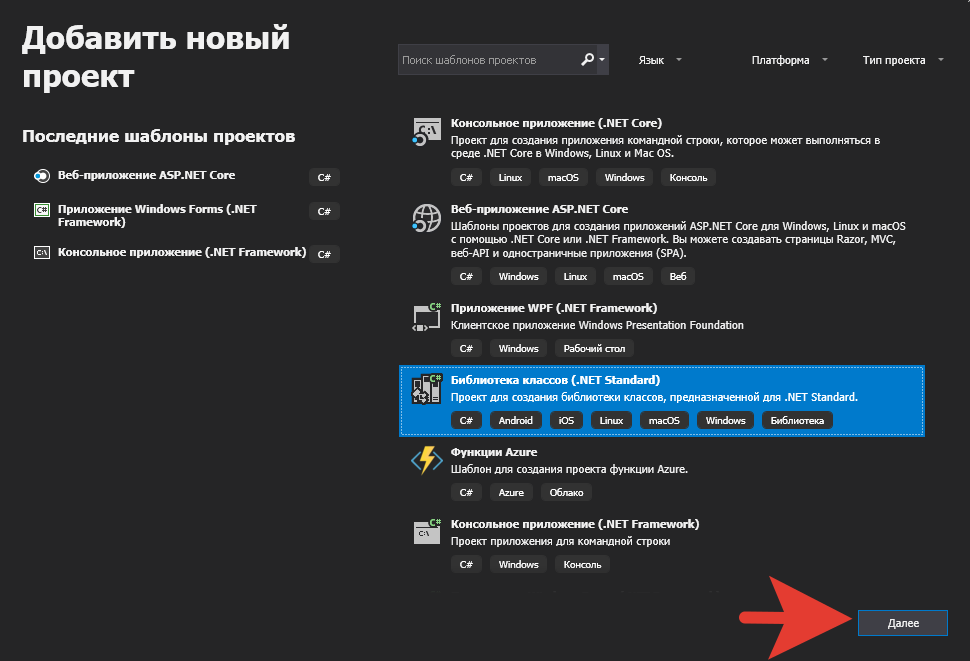 Добавить новый
проект
Поиск шаблонов проектов
Язык
Платформа
Тип проекта
Последние шаблоны проектов
Веб-приложение ASP.NET Core
C#
Приложение Windows Forms (.NET
Framework)
C#
Консольное приложение (.NET Framework)
C#
Консольное приложение (.NET Core)
Проект для создания приложения командной строки, которое может выполняться в
среде .NET Core в Windows, Linux и Mac OS.
C# Linux macOS Windows Консоль
Веб-приложение ASP.NET Core
Шаблоны проектов для создания приложений ASP.NET Core для Windows, Linux и macOS
с помощью .NET Core или .NET Framework. Вы можете создавать страницы Razor, MVC,
веб-API и одностраничные приложения (SPA).
C# Windows Linux macOS Веб
Приложение WPF (.NET Framework)
Клиентское приложение Windows Presentation Foundation
C# Windows Рабочий стол
Библиотека классов (.NET Standard)
Проект для создания библиотеки классов, предназначенной для .NET Standard.
C# Android iOS Linux macOS Windows Библиотека
Функции Azure
Шаблон для создания проекта функции Azure.
C# Azure Облако
Консольное приложение (.NET Framework)
Проект приложения для командной строки
C# Windows Консоль
Далее